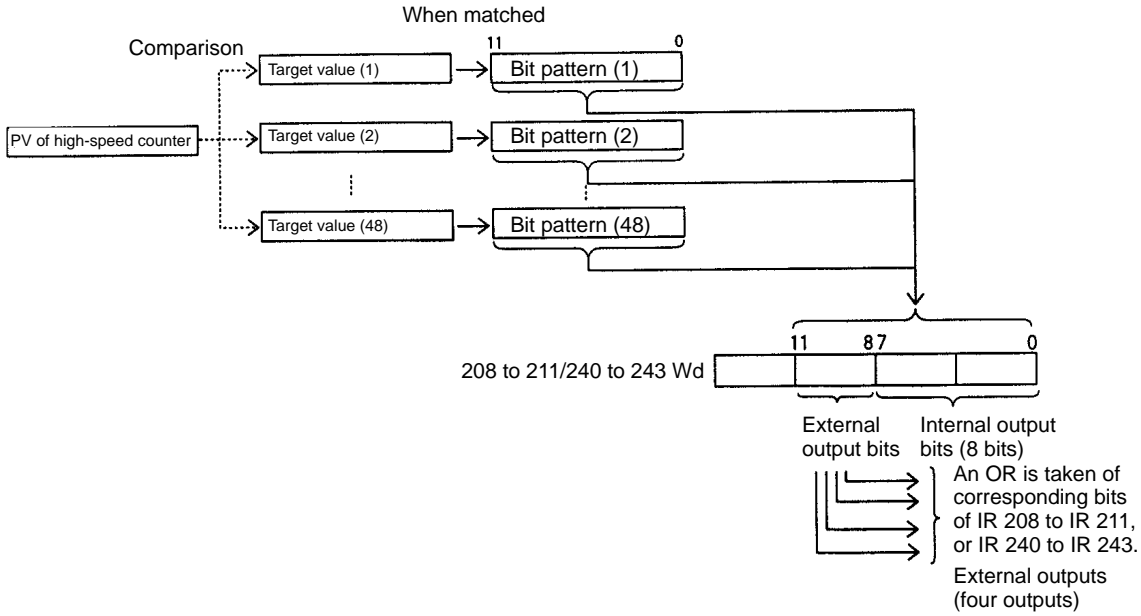 When matched
Comparison
11 0
Target value (1)
Bit pattern (1)
PV of high-speed counter
Target value (2)
Bit pattern (2)
Target value (48)
Bit pattern (48)
11 8 7 0
208 to 211/240 to 243 Wd
External
output bits
Internal output
bits (8 bits)
An OR is taken of
corresponding bits
of IR 208 to IR 211,
or IR 240 to IR 243.
External outputs
(four outputs)